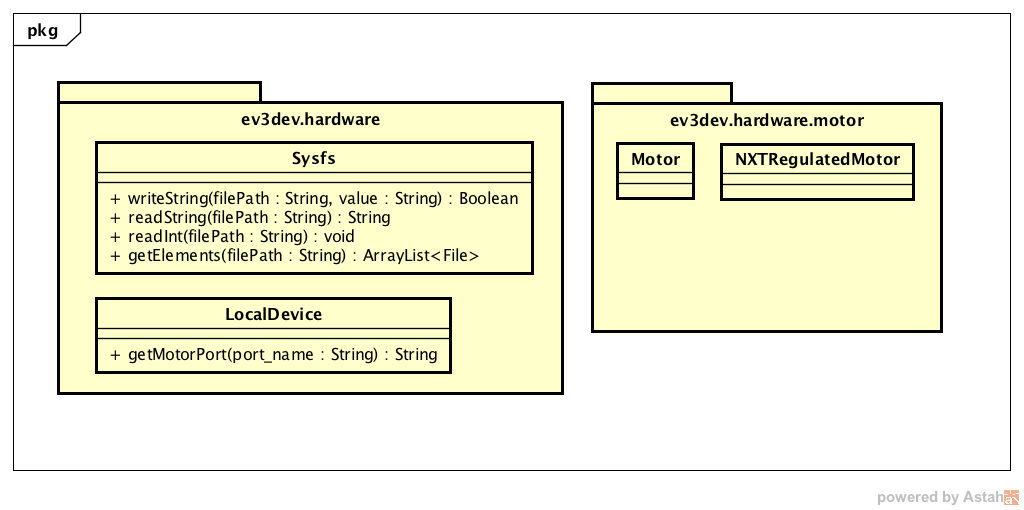 pkg
ev3dev.hardware
Sysfs
+ writeString(filePath : String, value : String) : Boolean
+ readString(filePath : String) : String
+ readInt(filePath : String) : void
+ getElements(filePath : String) : ArrayList<File>
LocalDevice
+ getMotorPort(port_name : String) : String
ev3dev.hardware.motor
Motor
NXTRegulatedMotor
powered by Astah